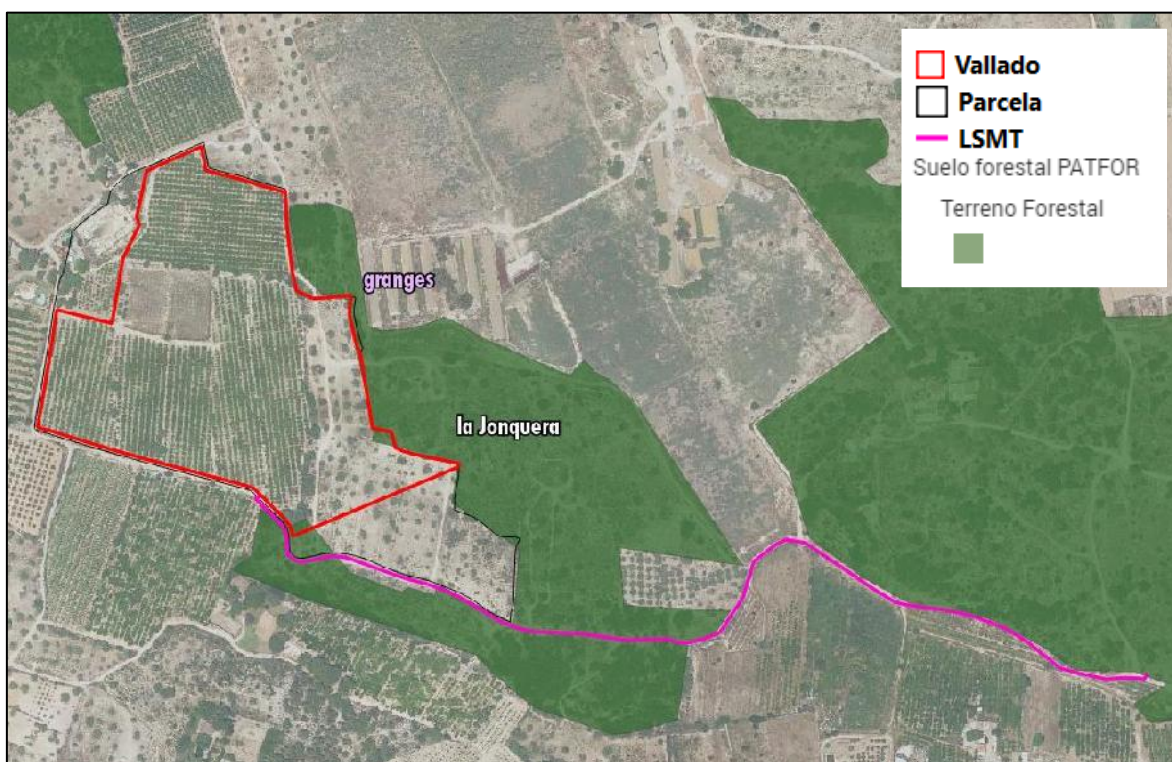 Vallado
Parcela
LSMT
Suelo forestal PATFOR
Terreno Forestal
granges
la Jonquera